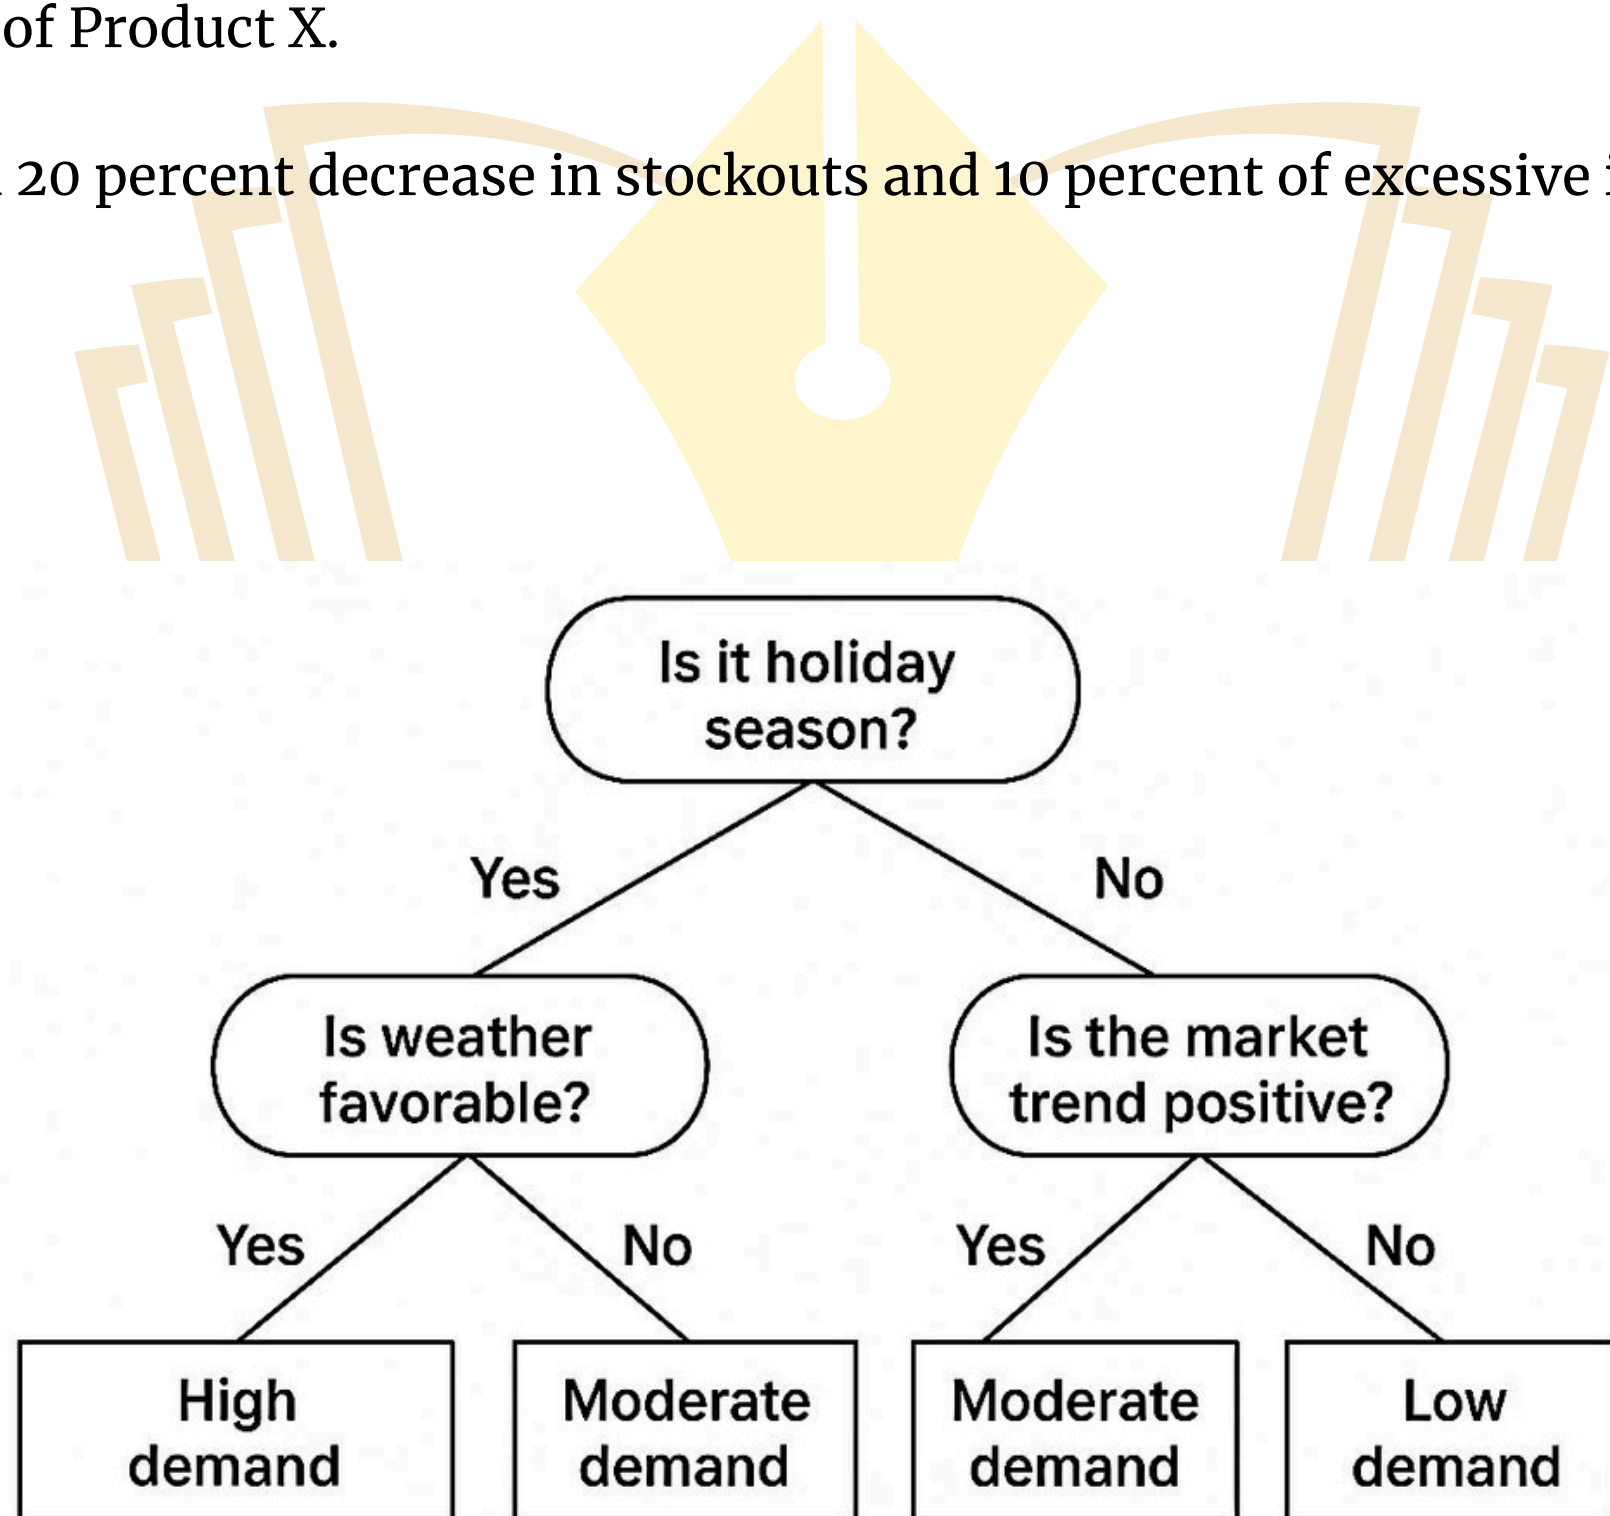 of Product X.
20 percent decrease in stockouts and 10 percent of excessive
Is it holiday
season?
Yes
No
Is weather
favorable?
Is the market
trend positive?
Yes
No
Yes
No
High
demand
Moderate
demand
Moderate
demand
Low
demand